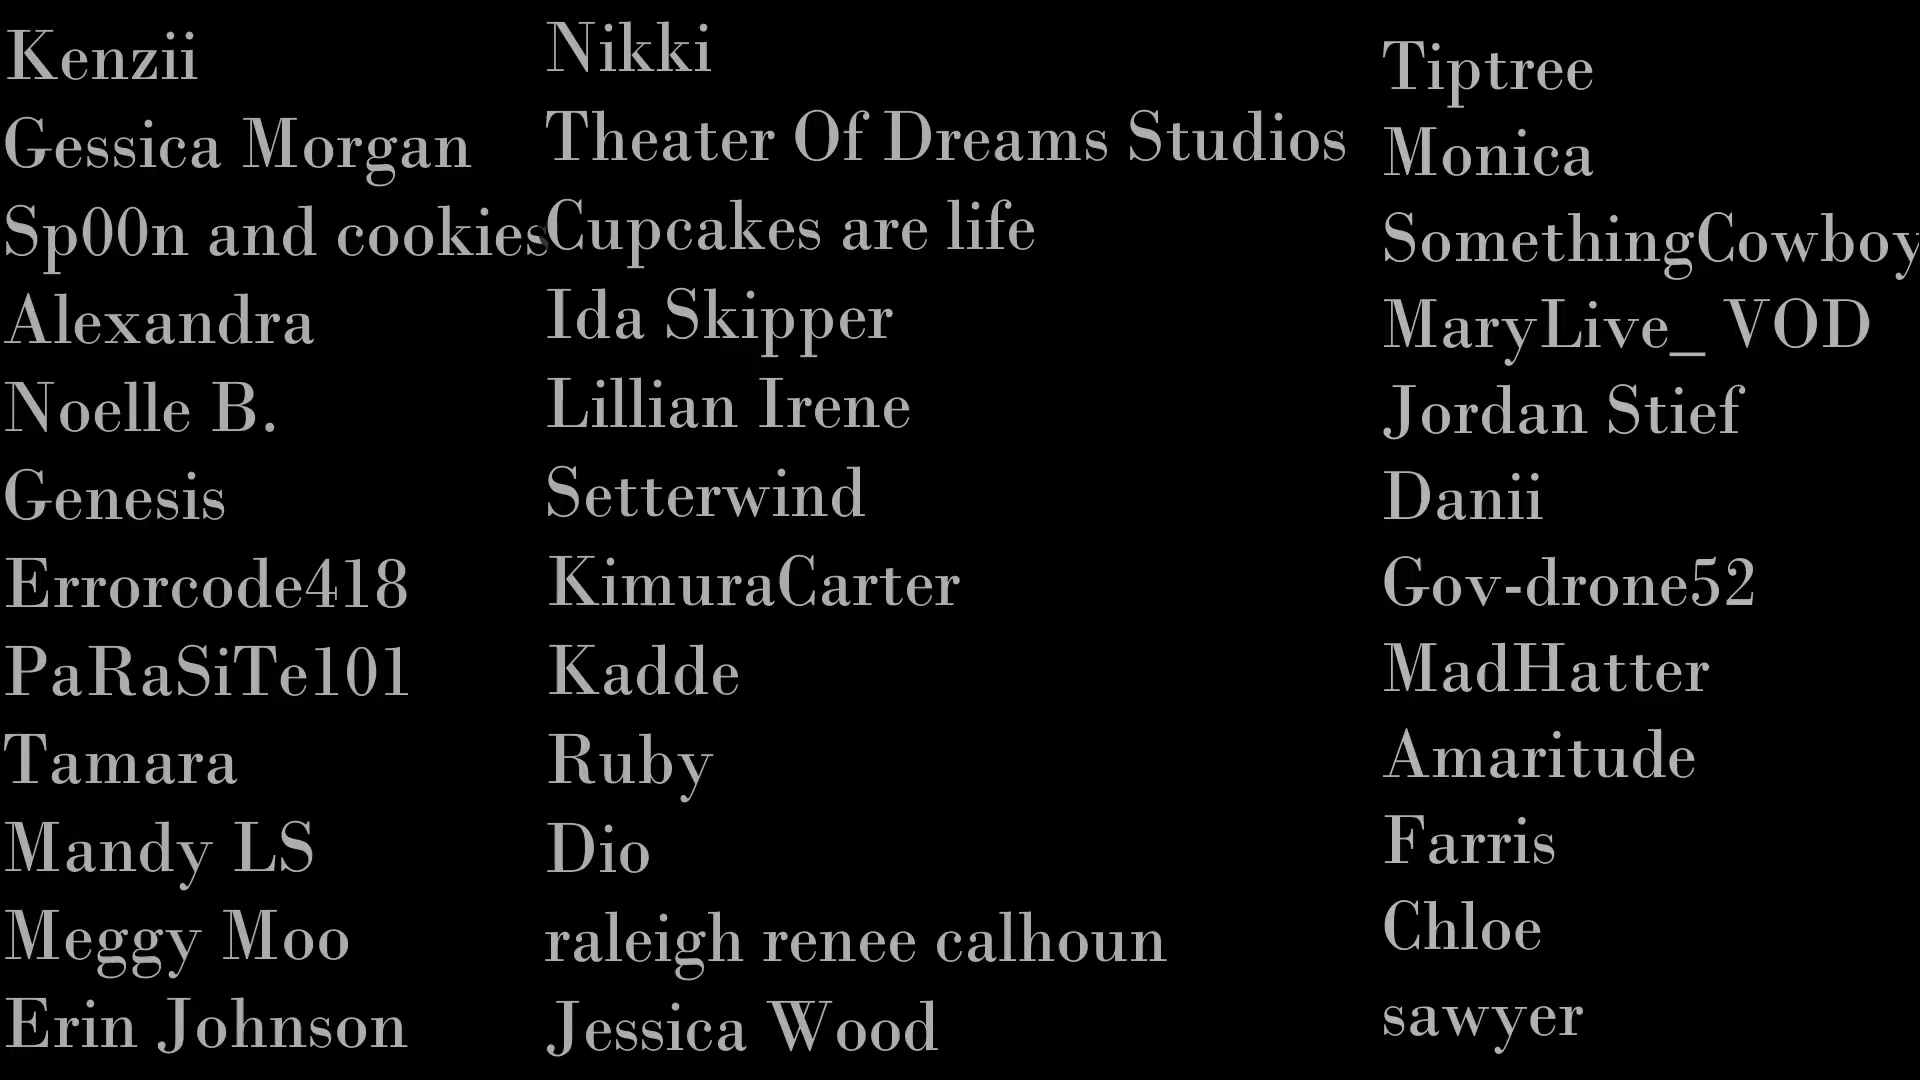 Kenzii
Gessica Morgan
Sp00n and cookies
Alexandra
Noelle B.
Genesis
Errorcode418
PaRaSiTe101
Tamara
Mandy LS
Meggy Moo
Erin Johnson
Nikki
Theater Of Dreams Studios
Cupcakes are life
Ida Skipper
Lillian Irene
Setterwind
KimuraCarter
Kadde
Ruby
Dio
raleigh renee calhoun
Jessica Wood
Tiptree
Monica
SomethingCowboy
MaryLive_ VOD
Jordan Stief
Danii
Gov-drone52
MadHatter
Amaritude
Farris
Chloe
sawyer